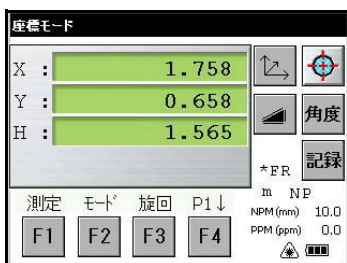 座標モード
X : 1.758
Y : 0.658
H : 1.565
角度
記録
*FR
m NP
測定 モード 旋回 P1↓
NPM (mm) 10.0
F1 F2 F3 F4
PPM (ppm) 0.0